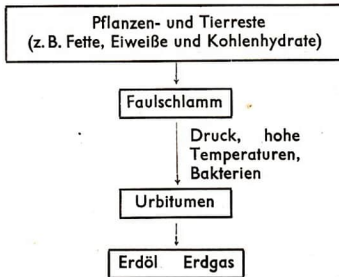 Pflanzen- und Tierreste
(z. B. Fette, Eiweiße und Kohlenhydrate)
Faulschlamm
Druck, hohe
Temperaturen,
Bakterien
Urbitumen
Erdöl Erdgas